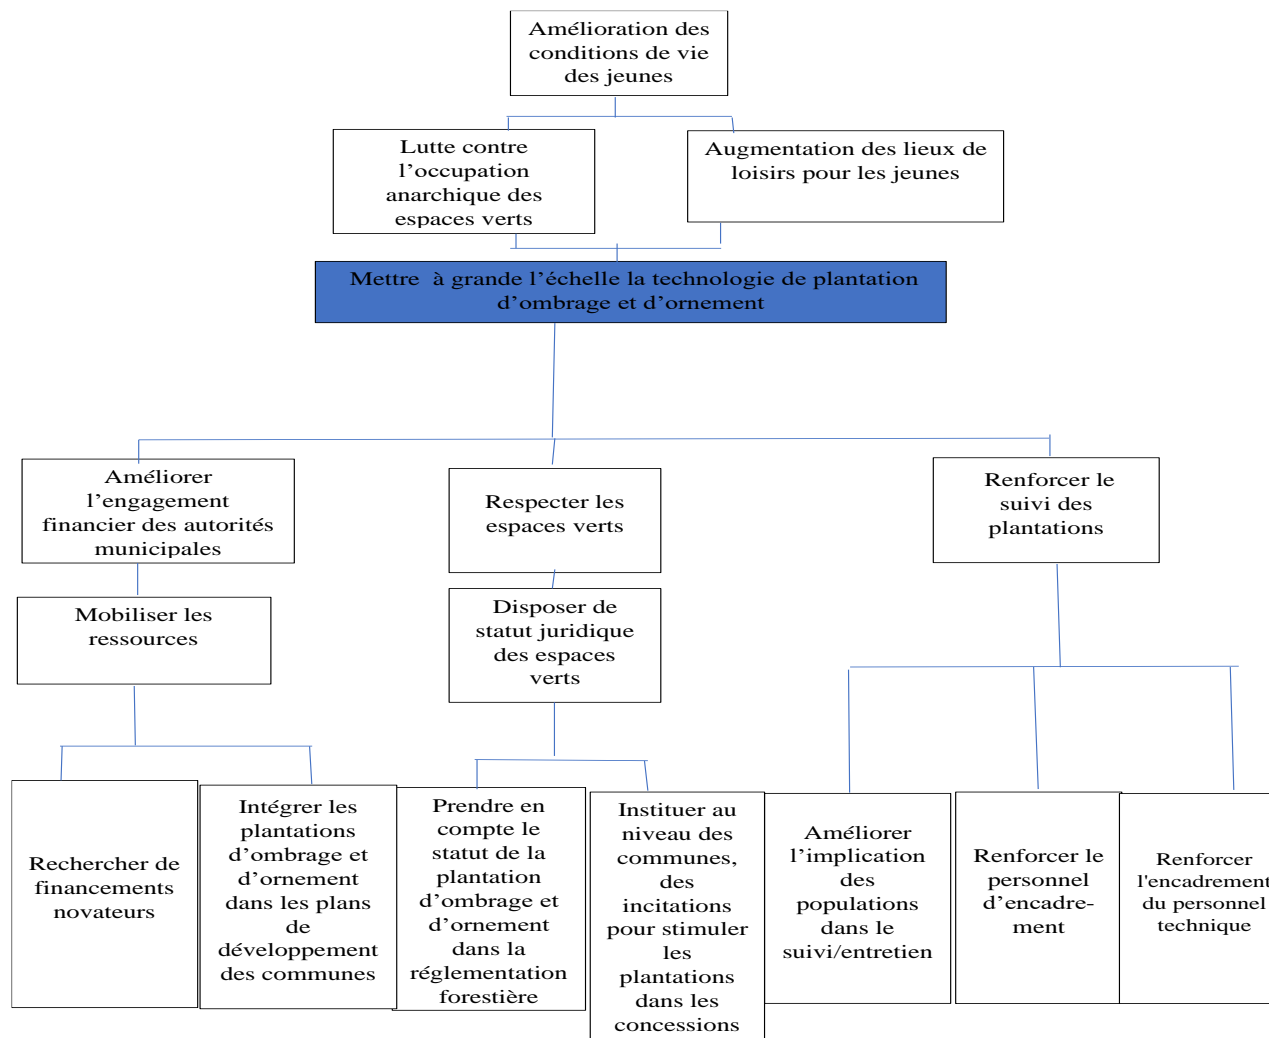 Amélioration des
conditions de vie
des jeunes
Lutte contre
l’occupation
anarchique des
espaces verts
Augmentation des lieux de
loisirs pour les jeunes
Mettre à grande l’échelle la technologie de plantation
d’ombrage et d’ornement
Améliorer
l’engagement
financier des autorités
municipales
Respecter les
espaces verts
Renforcer le
suivi des
plantations
Mobiliser les
ressources
Disposer de
statut juridique
des espaces
verts
Rechercher de
financements
novateurs
Intégrer les
plantations
d’ombrage et
d’ornement
dans les plans
de
développement
des communes
Prendre en
compte le
statut de la
plantation
d’ombrage et
d’ornement
dans la
réglementation
forestière
Instituer au
niveau des
communes,
des
incitations
pour stimuler
les
plantations
dans les
concessions
Améliorer
l’implication
des
populations
dans le
suivi/entretien
Renforcer le
personnel
d’encadre-
ment
Renforcer
l'encadrement
du personnel
technique